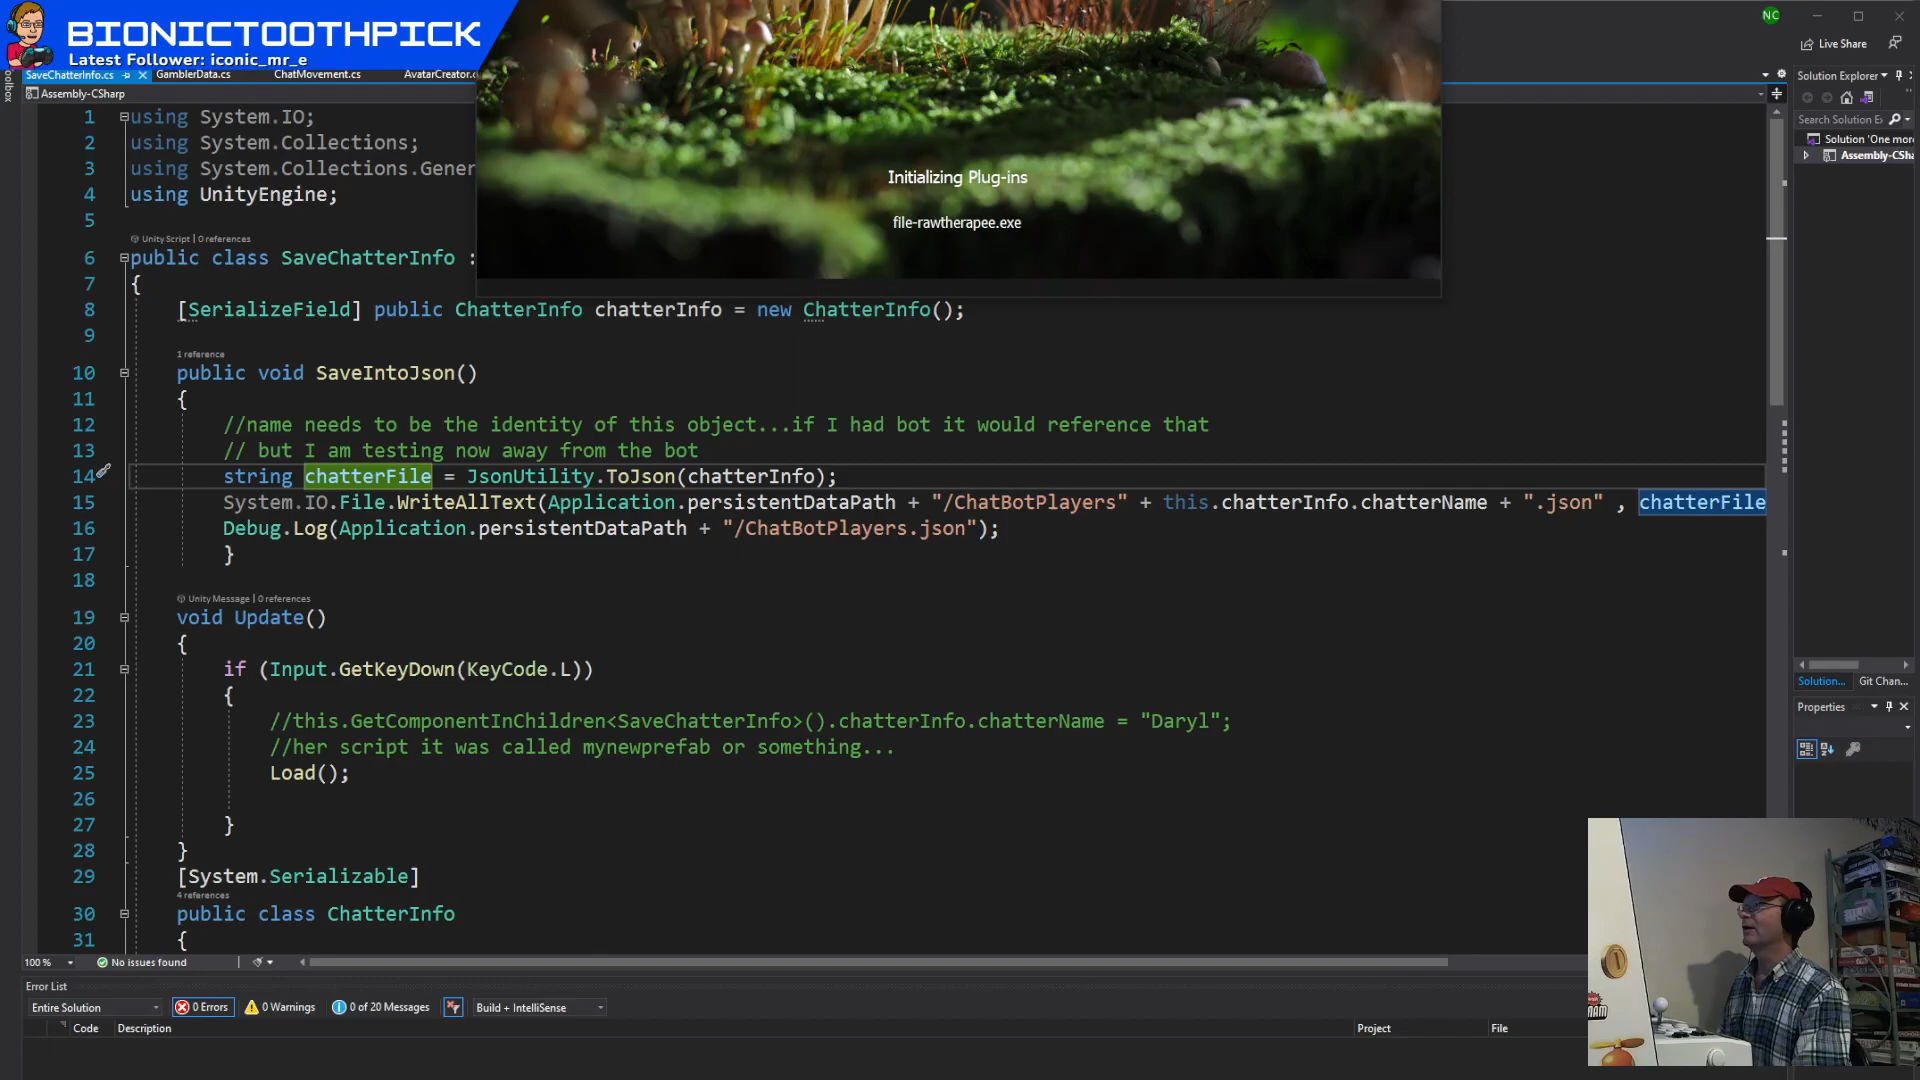 BIONICTOOTHPICK
Latest Follower: iconic_mr_e
NC
Live Share
SaveChatterInfo.cs
GamblerData.cs
ChatMovement.cs
AvatarCreator.c
Assembly-CSharp
Initializing Plug-ins
file-rawtherapee.exe
1 using System.IO;
2 using System.Collections;
3 using System.Collections.Gener
4 using UnityEngine;
5
Unity Script | 0 references
6 public class SaveChatterInfo :
7 {
8 [SerializeField] public ChatterInfo chatterInfo = new ChatterInfo();
9
1 reference
10 public void SaveIntoJson()
11 {
12 //name needs to be the identity of this object...if I had bot it would reference that
13 // but I am testing now away from the bot
14 string chatterFile = JsonUtility.ToJson(chatterInfo);
15 System.IO.File.WriteAllText(Application.persistentDataPath + "/ChatBotPlayers" + this.chatterInfo.chatterName + ".json" , chatterFile
16 Debug.Log(Application.persistentDataPath + "/ChatBotPlayers.json");
17 }
18
Unity Message | 0 references
19 void Update()
20 {
21 if (Input.GetKeyDown(KeyCode.L))
22 {
23 //this.GetComponentInChildren<SaveChatterInfo>().chatterInfo.chatterName = "Daryl";
24 //her script it was called mynewprefab or something...
25 Load();
26
27 }
28 }
29 [System.Serializable]
4 references
30 public class ChatterInfo
31 {
100 %
No issues found
Error List
Entire Solution
0 Errors
0 Warnings
0 of 20 Messages
Build + IntelliSense
Code
Description
Project
File
Solution Explorer
Search Solution E
Solution 'One more
Assembly-CSha
Solution...
Git Chan...
Properties